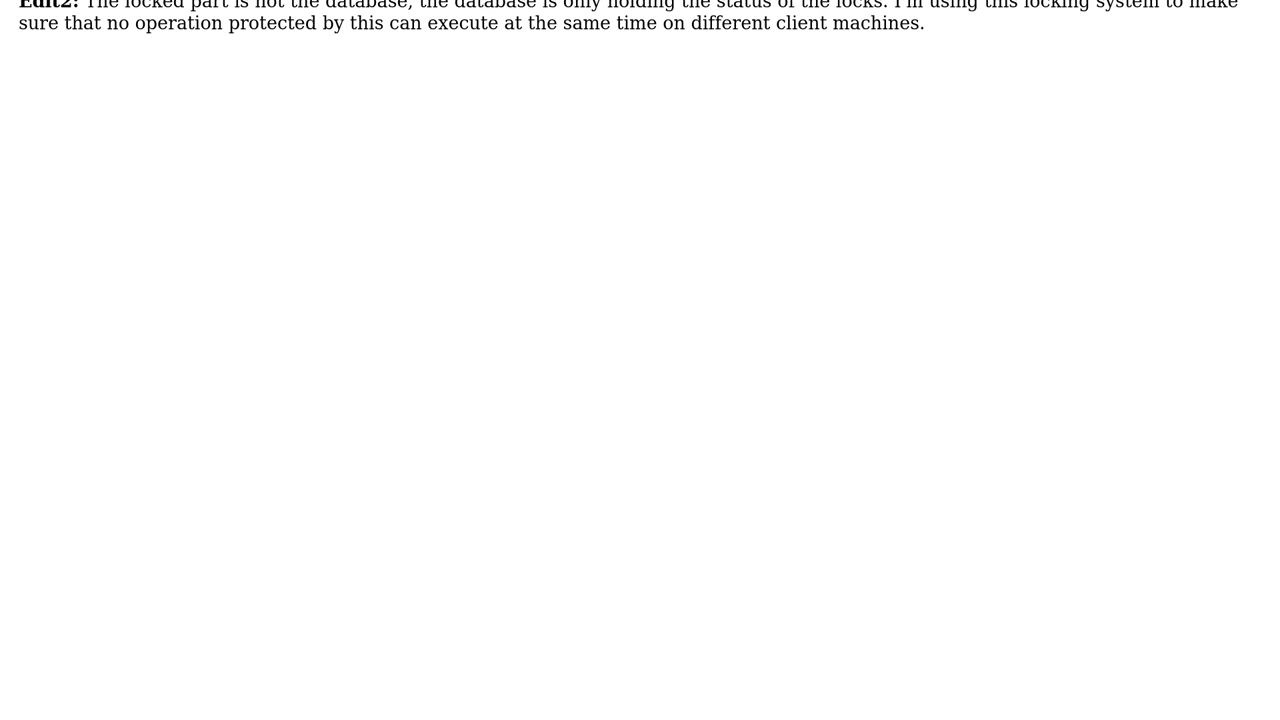 Edit2: The locked part is not the database, the database is only holding the status of the locks. I'm using this locking system to make
sure that no operation protected by this can execute at the same time on different client machines.